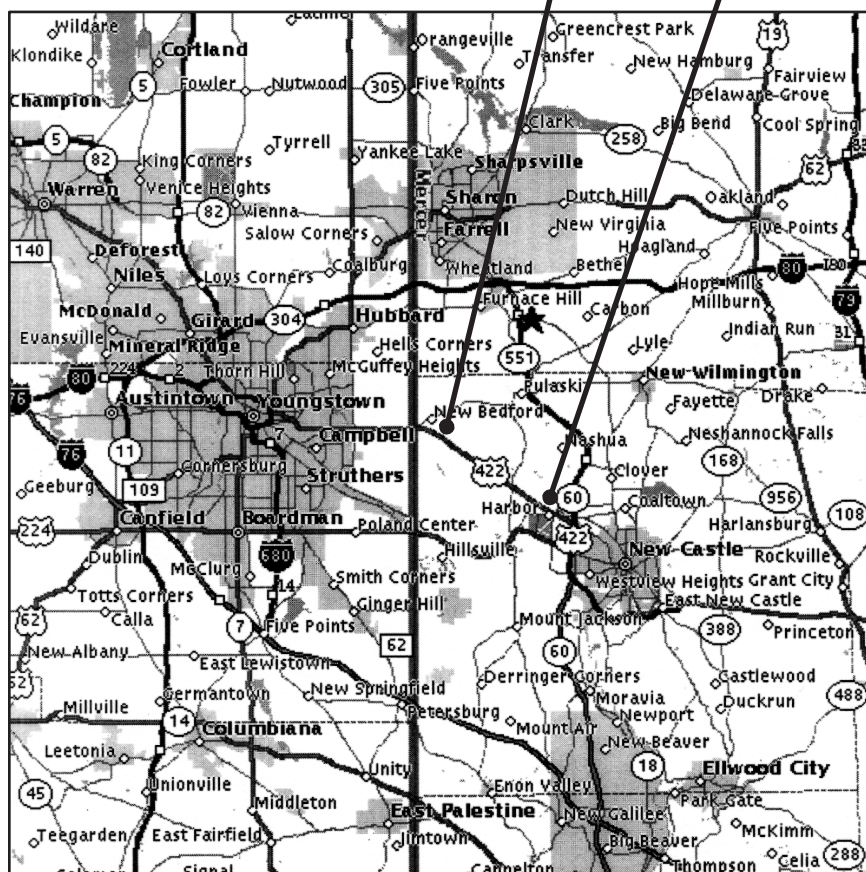 Wildare
Lachner
Orangeville
Greencrest Park
19
Klondike
Cortland
Transfer
New Hamburg
Fairview
5
Fowler
Nutwood
305
Five Points
Delaware Grove
Champion
Clark
Big Bend
Cool Spring
5
Tyrrell
258
82
King Corners
Yankee Lake
Sharpsville
62
Warren
Venice Heights
Mercer
Sharon
Dutch Hill
Oakland
82
Vienna
Farrell
New Virginia
Five Points
140
Salow Corners
Hoagland
Deforest
Coalburg
Wheatland
Bethel
80
I80
Niles
Loys Corners
Hope Mills
McDonald
304
Hubbard
Furnace Hill
Carbon
Millburn
79
Evansville
Girard
Indian Run
31
Mineral Ridge
Hells Corners
551
Lyle
80
224
2
Thorn Hill
McGuffey Heights
New Wilmington
76
Austintown
Youngstown
Pulaski
Fayette
Drake
New Bedford
7
Campbell
Nashua
Neshannock Falls
76
11
Cornersburg
422
Clover
168
Geeburg
109
Struthers
60
Coaltown
956
108
224
Canfield
Boardman
Poland Center
Harbor
422
Harlansburg
Dublin
680
Hillsville
New Castle
Rockville
McClurg
14
Smith Corners
Westview Heights
Grant City
Totts Corners
Ginger Hill
East New Castle
62
Calla
7
Five Points
62
Mount Jackson
388
Princeton
New Albany
60
East Lewistown
Derringer Corners
Castlewood
62
Germantown
New Springfield
Moravia
488
Millville
Petersburg
Newport
Duckrun
14
Columbiana
Mount Air
New Beaver
Leetonia
18
Ellwood City
Unity
Enon Valley
45
Unionville
Park Gate
Middleton
East Palestine
New Galilee
McKimm
Teegarden
East Fairfield
Jimtown
Big Beaver
288
Signal
Cannelton
Thompson
Celia